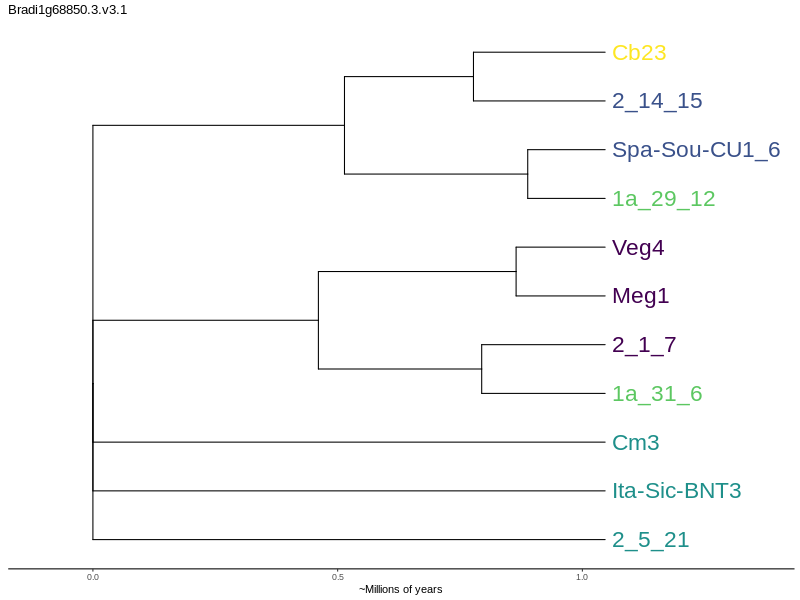 Bradi1g68850.3.v3.1
Cb23
2_14_15
Spa-Sou-CU1_6
1a_29_12
Veg4
Meg1
2_1_7
1a_31_6
Cm3
Ita-Sic-BNT3
2_5_21
0.0 0.5 1.0
~Millions of years